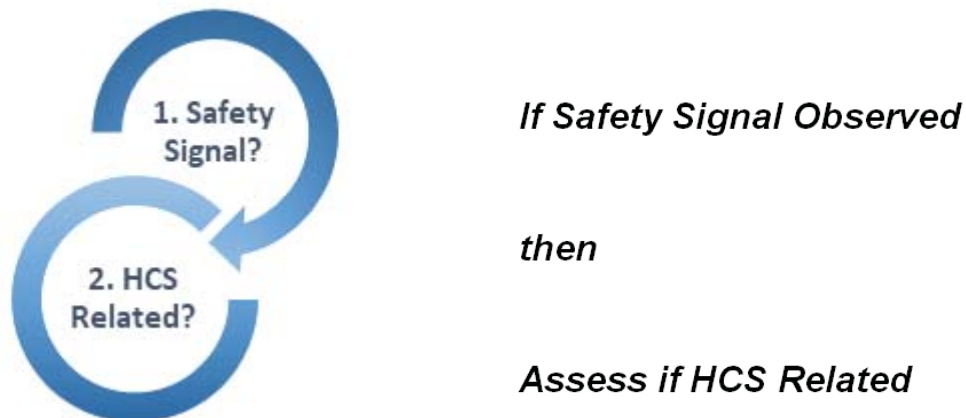 1. Safety
Signal?
If Safety Signal Observed
then
2. HCS
Related?
Assess if HCS Related